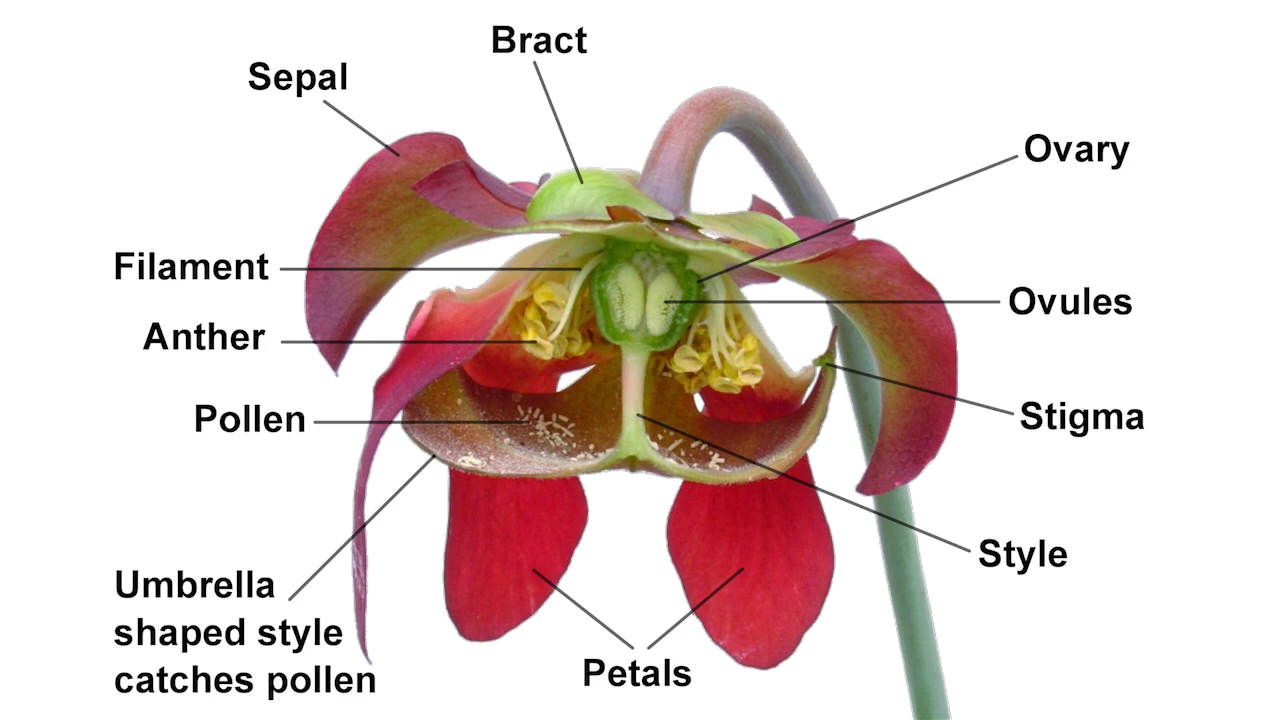 Bract
Sepal
Ovary
Filament
Ovules
Anther
Pollen
Stigma
Style
Umbrella
shaped style
catches pollen
Petals